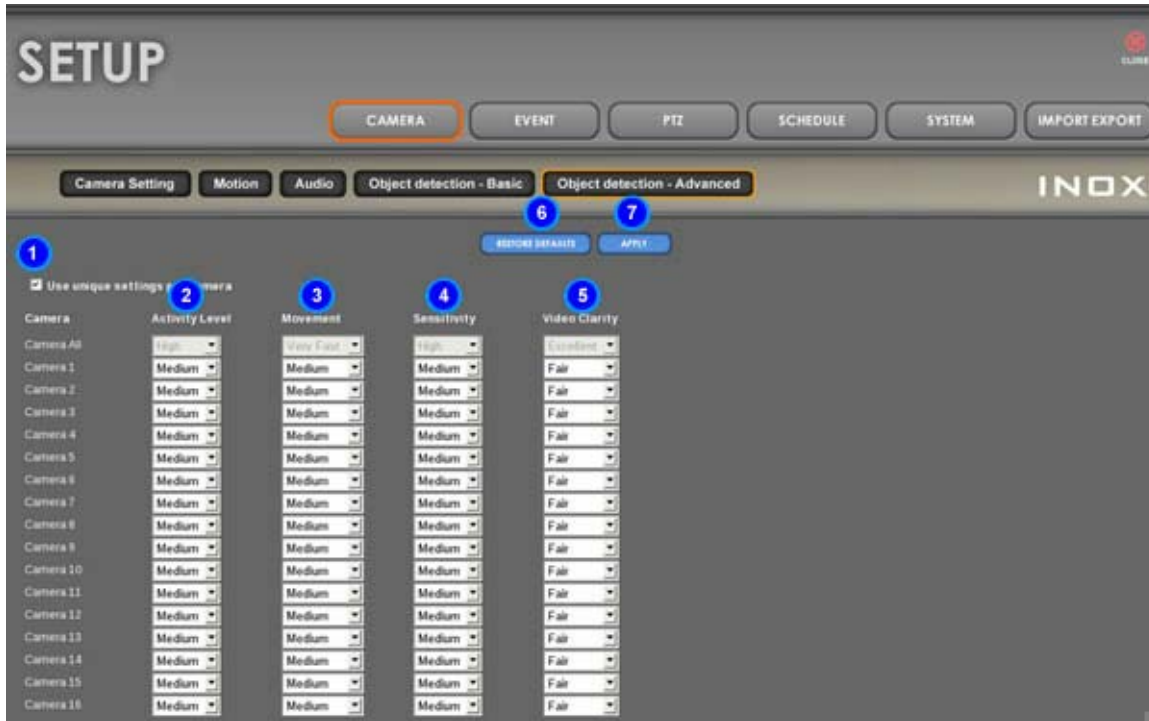 SETUP
CLOSE
CAMERA EVENT PTZ SCHEDULE SYSTEM IMPORT EXPORT
Camera Setting Motion Audio Object detection - Basic Object detection - Advanced INOX
6 7
RESTORE DEFAULTS APPLY
1
Use unique settings camera
2 3 4 5
Camera Activity Level Movement Sensitivity Video Clarity
Camera All High Very Fast High Excellent
Camera 1 Medium Medium Medium Fair
Camera 2 Medium Medium Medium Fair
Camera 3 Medium Medium Medium Fair
Camera 4 Medium Medium Medium Fair
Camera 5 Medium Medium Medium Fair
Camera 6 Medium Medium Medium Fair
Camera 7 Medium Medium Medium Fair
Camera 8 Medium Medium Medium Fair
Camera 9 Medium Medium Medium Fair
Camera 10 Medium Medium Medium Fair
Camera 11 Medium Medium Medium Fair
Camera 12 Medium Medium Medium Fair
Camera 13 Medium Medium Medium Fair
Camera 14 Medium Medium Medium Fair
Camera 15 Medium Medium Medium Fair
Camera 16 Medium Medium Medium Fair